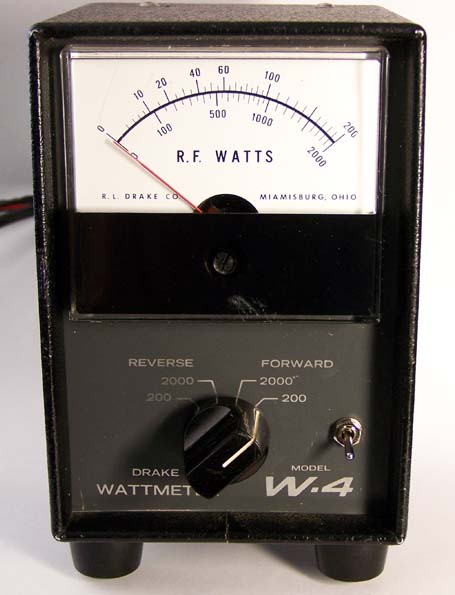 10 20 40 60 100 200
0 100 500 1000 2000
R.F. WATTS
R. L. DRAKE CO. MIAMISBURG, OHIO
REVERSE FORWARD
2000 2000
200 200
DRAKE MODEL
WATTMET W-4